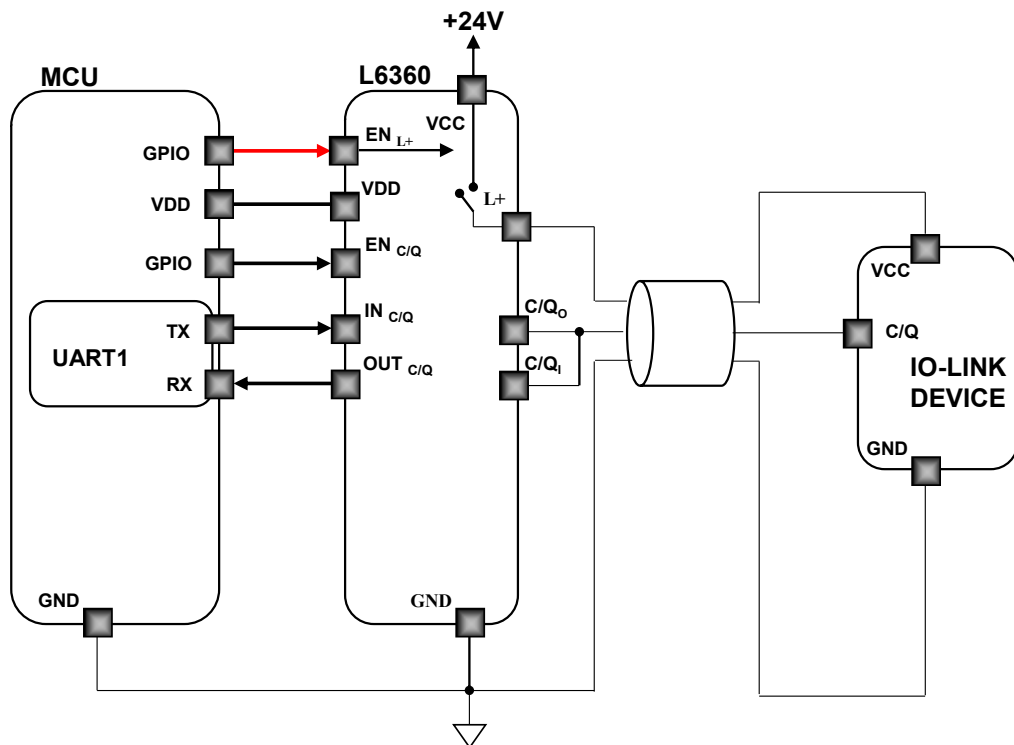 +24V
MCU
L6360
VCC
GPIO
EN L+
VDD
VDD
L+
GPIO
EN C/Q
VCC
UART1
TX
IN C/Q
C/QO
C/Q
RX
OUT C/Q
C/QI
IO-LINK
DEVICE
GND
GND
GND